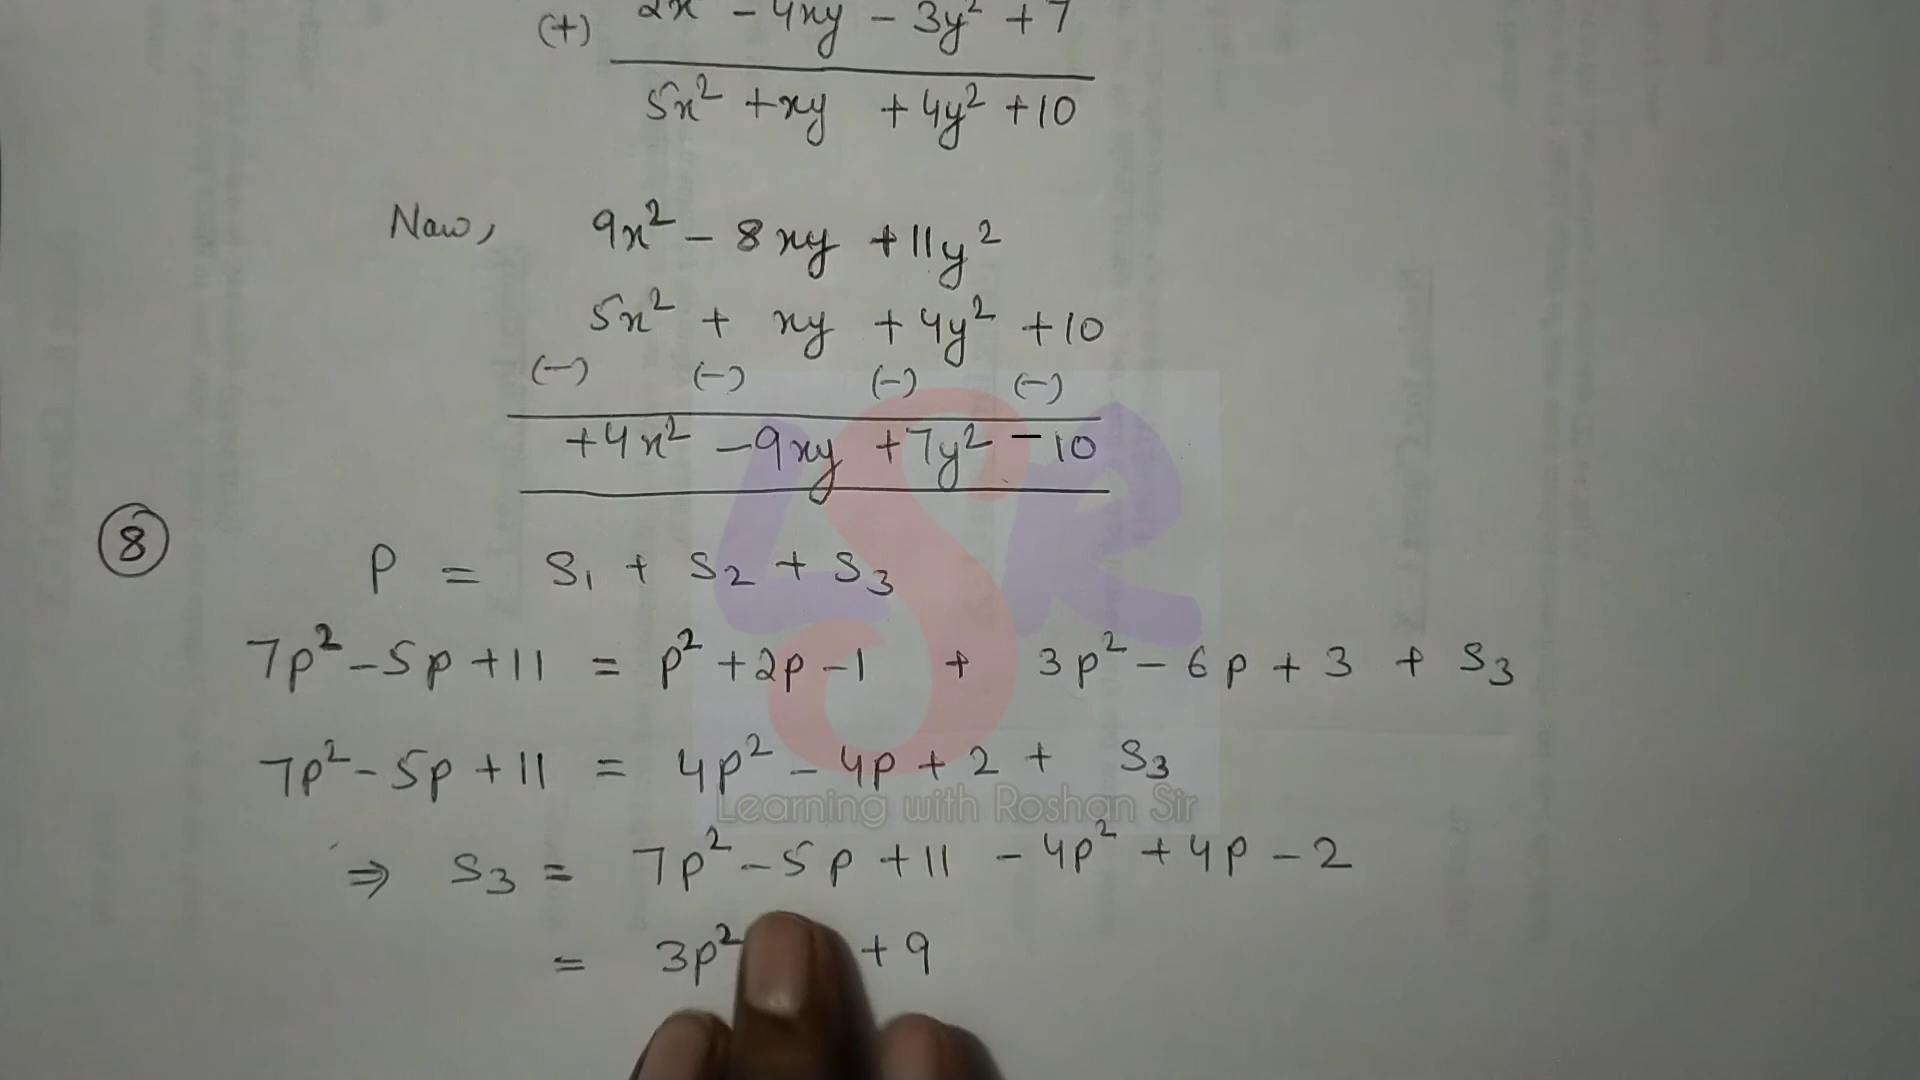 (+) 2x² - 4xy - 3y² + 7
5x² + xy + 4y² + 10
Now, 9x² - 8xy + 11y²
5x² + xy + 4y² + 10
(-) (-) (-) (-)
+4x² - 9xy + 7y² - 10
8
P = S₁ + S₂ + S₃
7p² - 5p + 11 = p² + 2p - 1 + 3p² - 6p + 3 + S₃
7p² - 5p + 11 = 4p² - 4p + 2 + S₃
LSR
Learning with Roshan Sir
⇒ S₃ = 7p² - 5p + 11 - 4p² + 4p - 2
= 3p² + 9